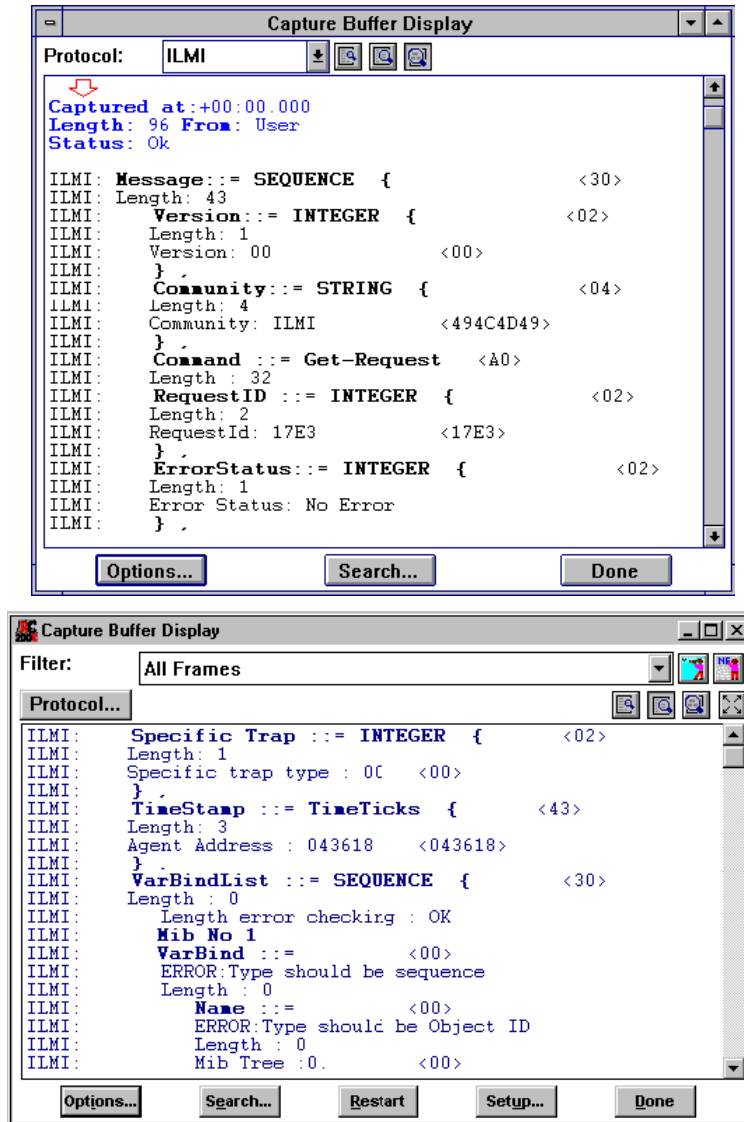 Capture Buffer Display
Protocol: ILMI
Captured at:+00:00.000
Length: 96 From: User
Status: Ok
ILMI: Message::= SEQUENCE { <30>
ILMI: Length: 43
ILMI: Version::= INTEGER { <02>
ILMI: Length: 1
ILMI: Version: 00 <00>
ILMI: } ,
ILMI: Community::= STRING { <04>
ILMI: Length: 4
ILMI: Community: ILMI <494C4D49>
ILMI: } ,
ILMI: Command ::= Get-Request <A0>
ILMI: Length : 32
ILMI: RequestID ::= INTEGER { <02>
ILMI: Length: 2
ILMI: RequestId: 17E3 <17E3>
ILMI: } ,
ILMI: ErrorStatus::= INTEGER { <02>
ILMI: Length: 1
ILMI: Error Status: No Error
ILMI: } ,
Options... Search... Done
Capture Buffer Display
Filter: All Frames
Protocol...
ILMI: Specific Trap ::= INTEGER { <02>
ILMI: Length: 1
ILMI: Specific trap type : 00 <00>
ILMI: } ,
ILMI: TimeStamp ::= TimeTicks { <43>
ILMI: Length: 3
ILMI: Agent Address : 043618 <043618>
ILMI: } .
ILMI: VarBindList ::= SEQUENCE { <30>
ILMI: Length : 0
ILMI: Length error checking : OK
ILMI: Mib No 1
ILMI: VarBind ::= <00>
ILMI: ERROR:Type should be sequence
ILMI: Length : 0
ILMI: Name ::= <00>
ILMI: ERROR:Type should be Object ID
ILMI: Length : 0
ILMI: Mib Tree :0. <00>
Options... Search... Restart Setup... Done